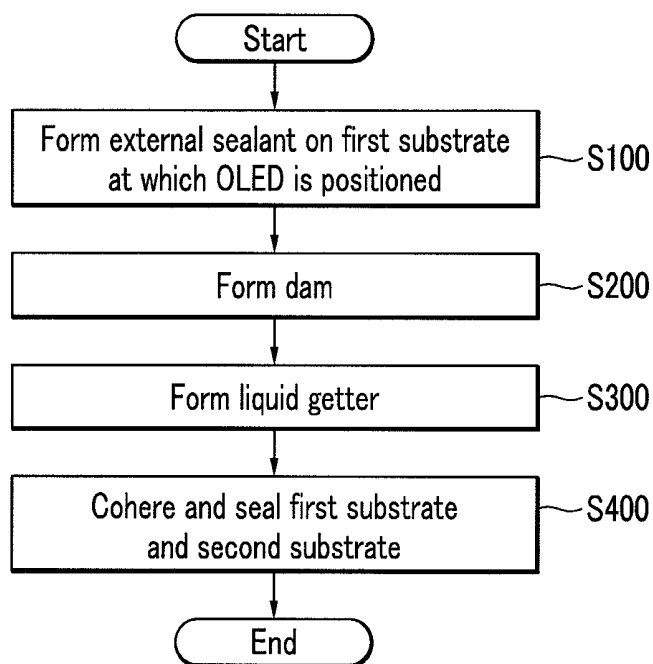 Start
Form external sealant on first substrate
at which OLED is positioned
S100
Form dam
S200
Form liquid getter
S300
Cohere and seal first substrate
and second substrate
S400
End